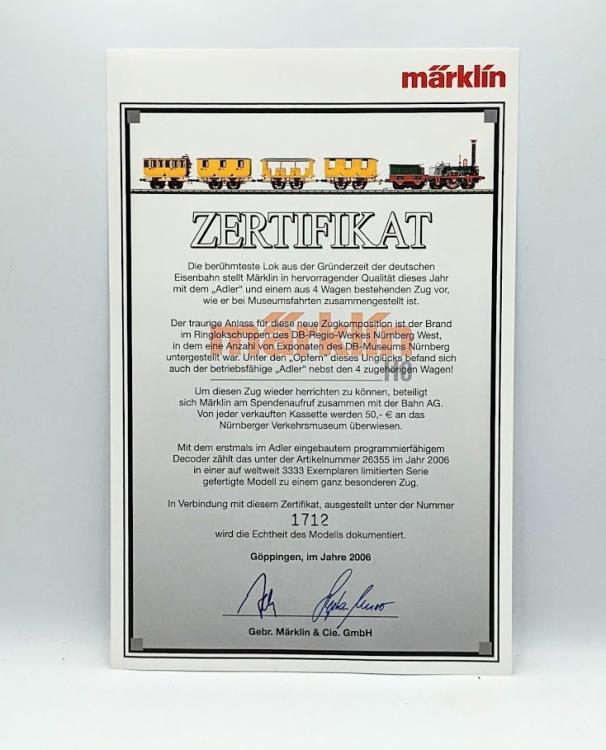 märklin
ZERTIFIKAT
Die berühmteste Lok aus der Gründerzeit der deutschen
Eisenbahn stellt Märklin in hervorragender Qualität dieses Jahr
mit dem „Adler“ und einem aus 4 Wagen bestehenden Zug vor,
wie er bei Museumsfahrten zusammengestellt ist.
Der traurige Anlass für diese neue Zugkomposition ist der Brand
im Ringlokschuppen des DB-Regio-Werkes Nürnberg West,
in dem eine Anzahl von Exponaten des DB-Museums Nürnberg
untergestellt war. Unter den „Opfern“ dieses Unglücks befand sich
auch der betriebsfähige „Adler“ nebst den 4 zugehörigen Wagen!
märklin
H0
Um diesen Zug wieder herrichten zu können, beteiligt
sich Märklin am Spendenaufruf zusammen mit der Bahn AG.
Von jeder verkauften Kassette werden 50,- € an das
Nürnberger Verkehrsmuseum überwiesen.
Mit dem erstmals im Adler eingebautem programmierfähigem
Decoder zählt das unter der Artikelnummer 26355 im Jahr 2006
in einer auf weltweit 3333 Exemplaren limitierten Serie
gefertigte Modell zu einem ganz besonderen Zug.
In Verbindung mit diesem Zertifikat, ausgestellt unter der Nummer
1712
wird die Echtheit des Modells dokumentiert.
Göppingen, im Jahre 2006
Gebr. Märklin & Cie. GmbH